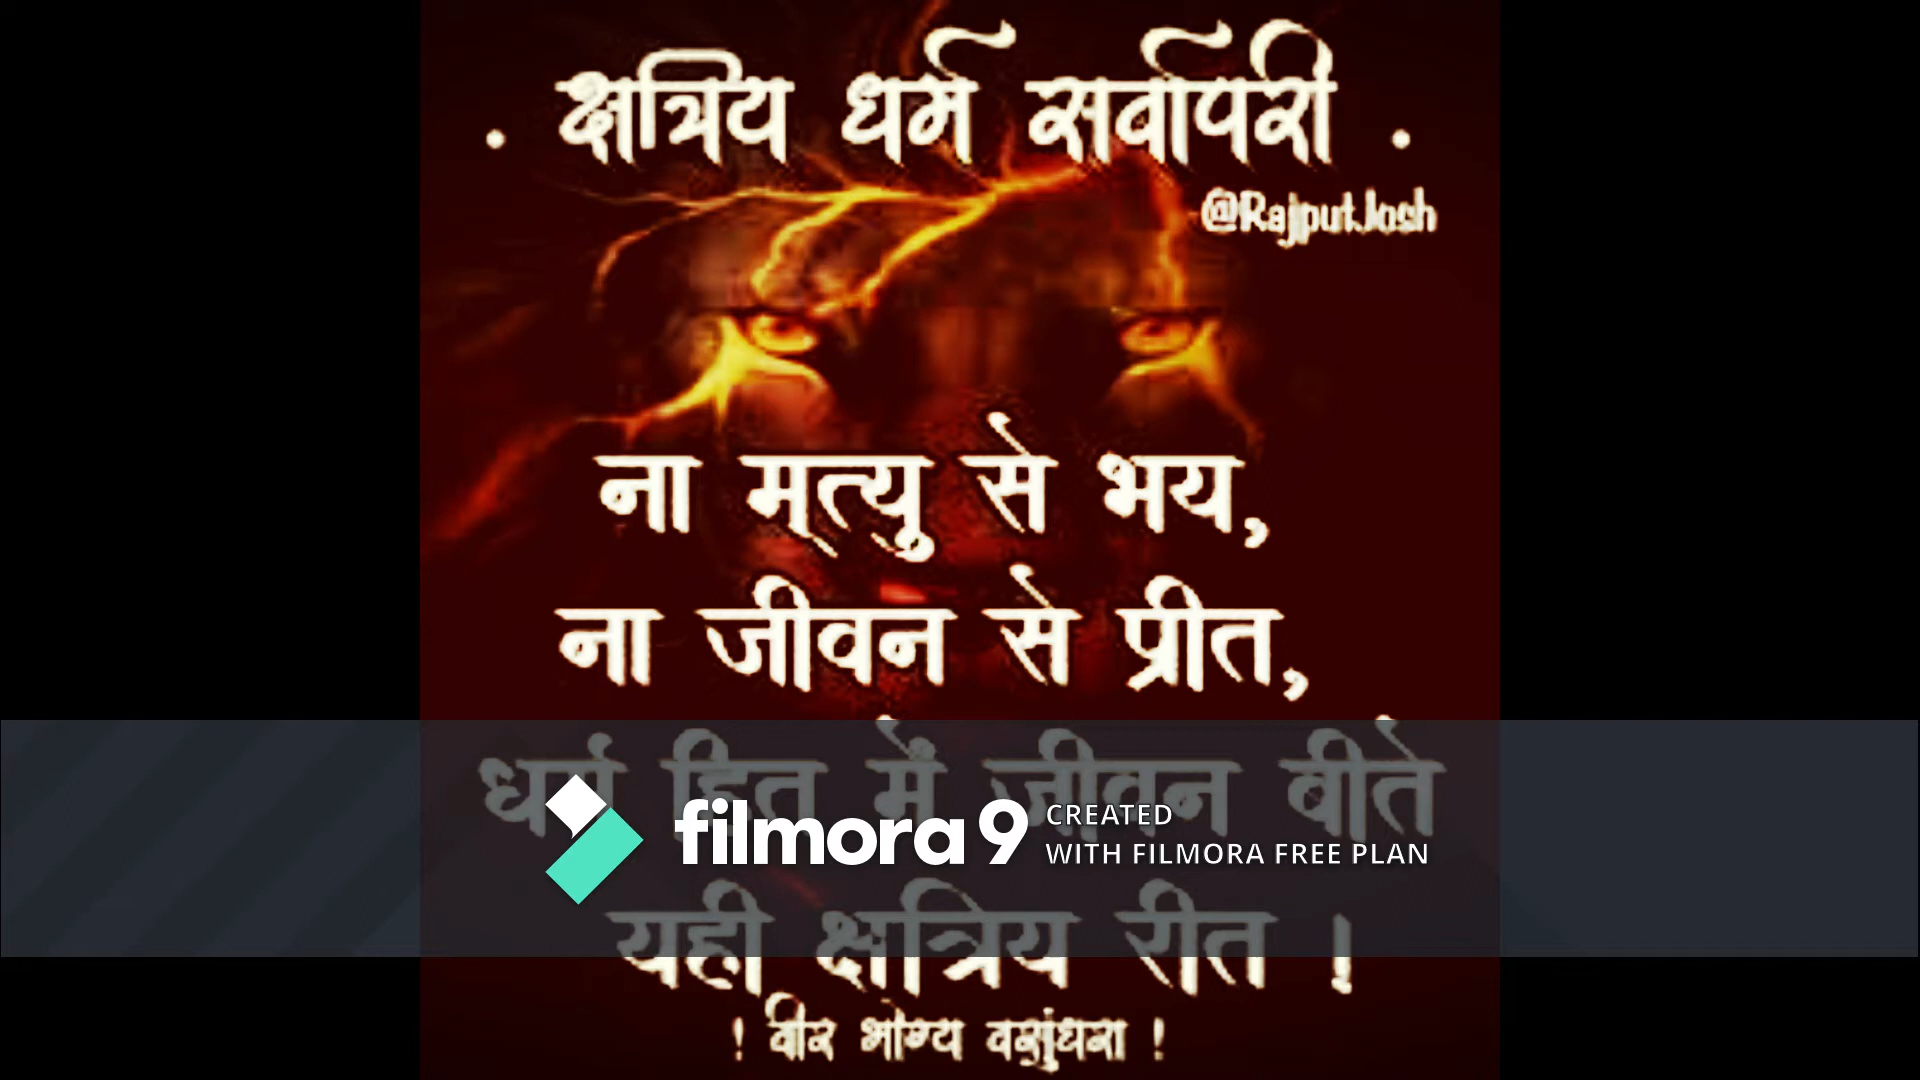 . क्षत्रिय धर्म सर्वापरी .
@RajputJosh
ना मृत्यु से भय,
ना जीवन से प्रीत,
धर्म हित में जीवन बीते
filmora 9 CREATED
WITH FILMORA FREE PLAN
यही क्षत्रिय रीत !
! वीर भोग्य वसुंधरा !